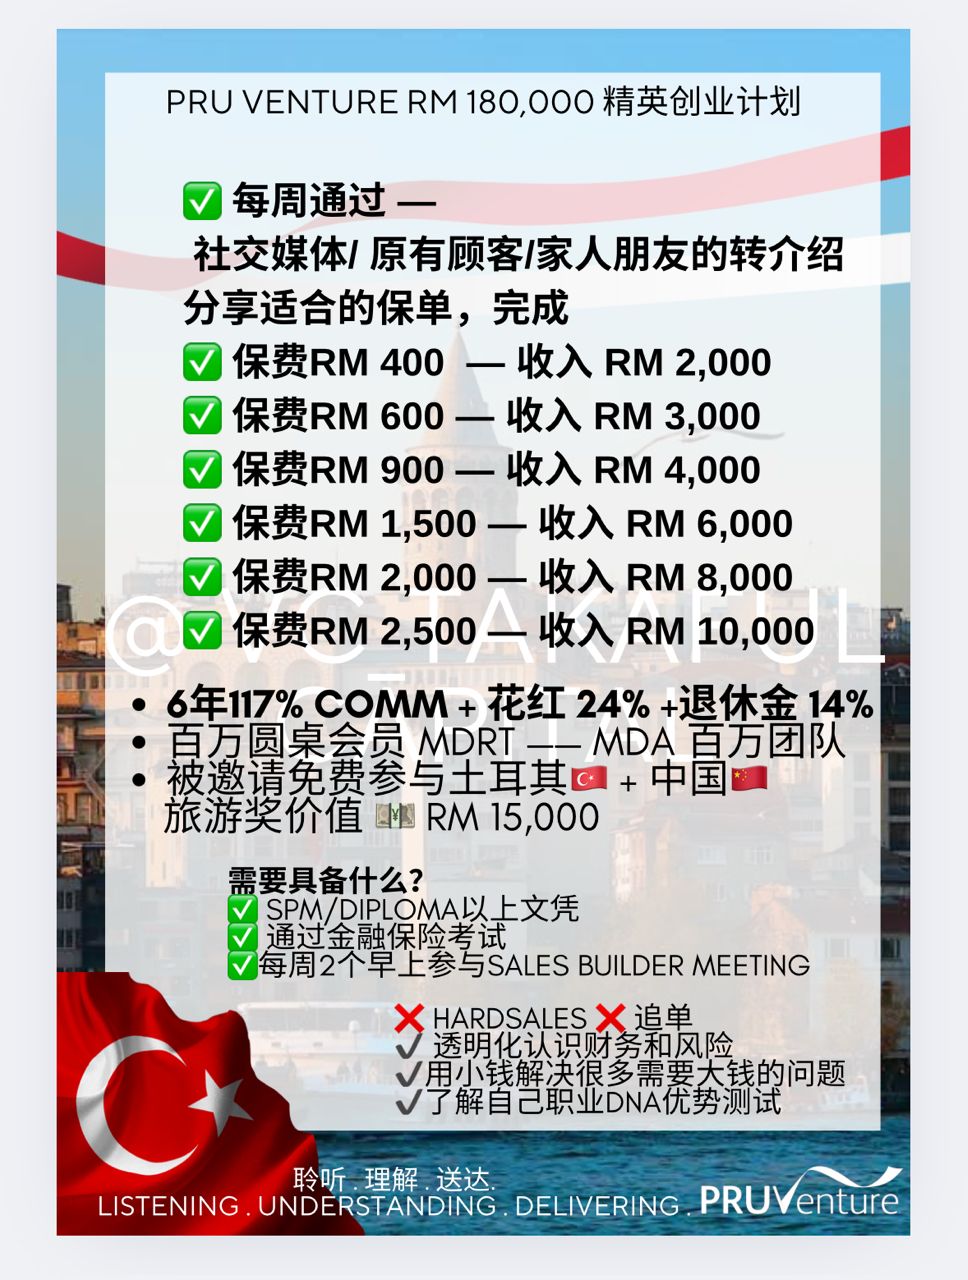 PRU VENTURE RM 180,000 精英创业计划
✅ 每周通过 —
社交媒体/ 原有顾客/家人朋友的转介绍
分享适合的保单，完成
✅ 保费RM 400 — 收入 RM 2,000
✅ 保费RM 600 — 收入 RM 3,000
✅ 保费RM 900 — 收入 RM 4,000
✅ 保费RM 1,500 — 收入 RM 6,000
✅ 保费RM 2,000 — 收入 RM 8,000
✅ 保费RM 2,500 — 收入 RM 10,000
@VC TAKAFUL
CAPITAL
• 6年117% COMM + 花红 24% +退休金 14%
• 百万圆桌会员 MDRT —— MDA 百万团队
• 被邀请免费参与土耳其🇹🇷 + 中国🇨🇳
旅游奖价值 💴 RM 15,000
需要具备什么?
✅ SPM/DIPLOMA以上文凭
✅ 通过金融保险考试
✅每周2个早上参与SALES BUILDER MEETING
❌ HARDSALES ❌ 追单
✔ 透明化认识财务和风险
✔用小钱解决很多需要大钱的问题
✔了解自己职业DNA优势测试
聆听 . 理解 . 送达.
LISTENING . UNDERSTANDING . DELIVERING .
PRUVenture